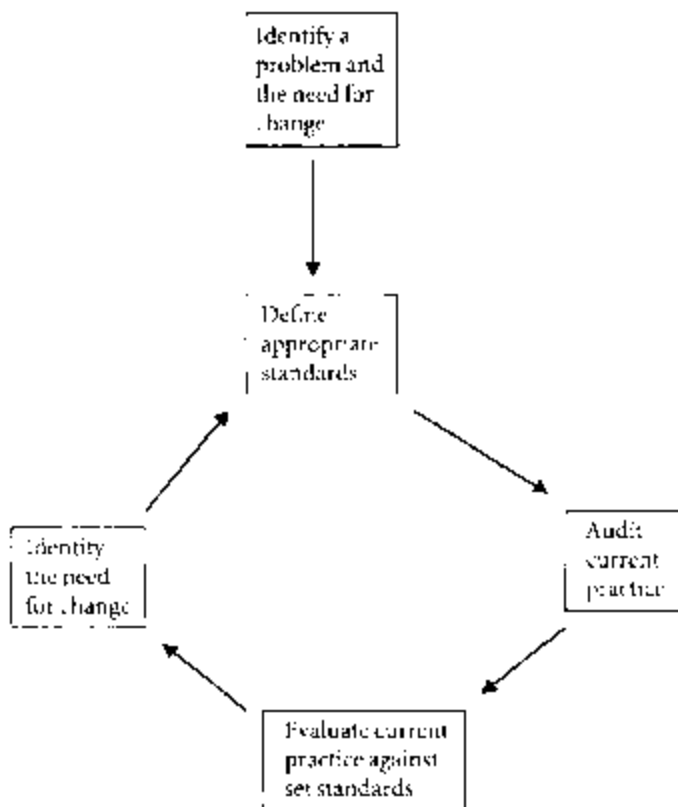 Identify a
problem and
the need for
change
Define
appropriate
standards
Audit
current
practice
Evaluate current
practice against
set standards
Identify
the need
for change